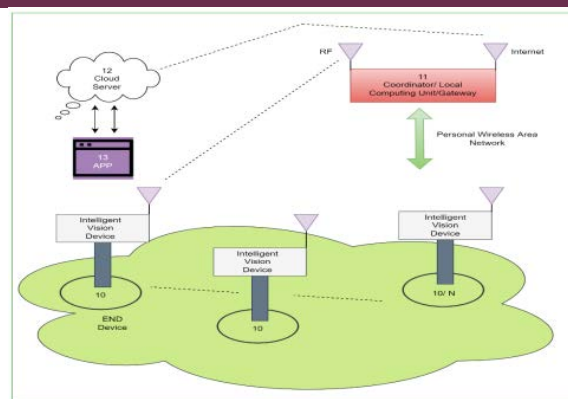 12
Cloud
Server
13
APP
RF
Internet
11
Coordinator/ Local
Computing Unit/Gateway
Personal Wireless Area
Network
Intelligent
Vision
Device
Intelligent
Vision
Device
Intelligent
Vision
Device
10
END
Device
10
10/ N